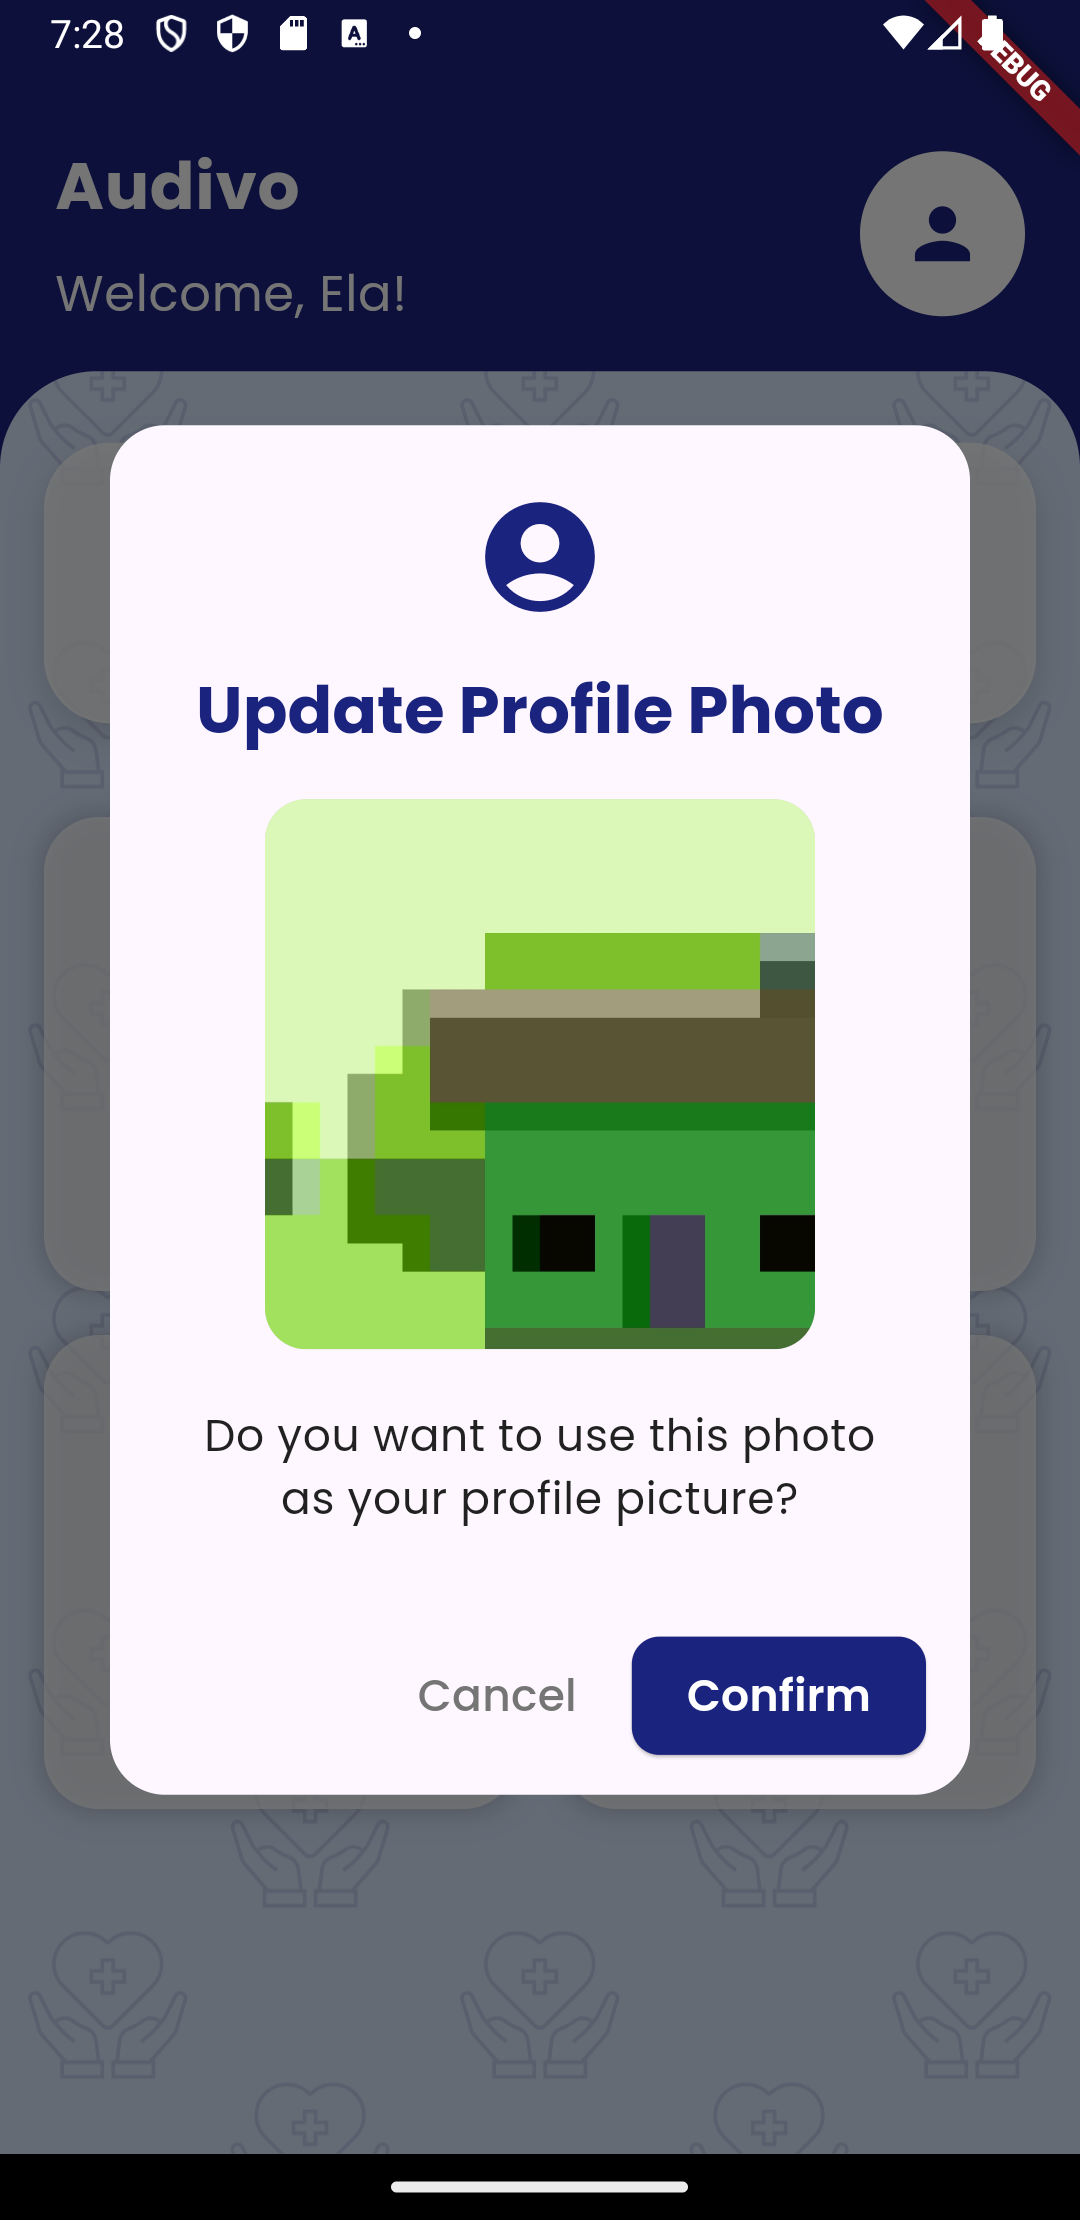 7:28
DEBUG
Audivo
Welcome, Ela!
Update Profile Photo
Do you want to use this photo
as your profile picture?
Cancel
Confirm